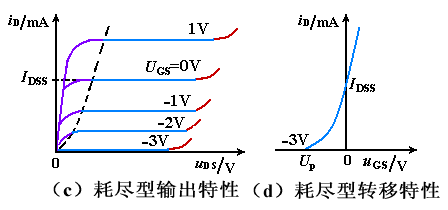 iD/mA
1V
UGS=0V
IDSS
-1V
-2V
-3V
0
uDS/V
(c)耗尽型输出特性
iD/mA
IDSS
-3V
UP
0
uGS/V
(d)耗尽型转移特性